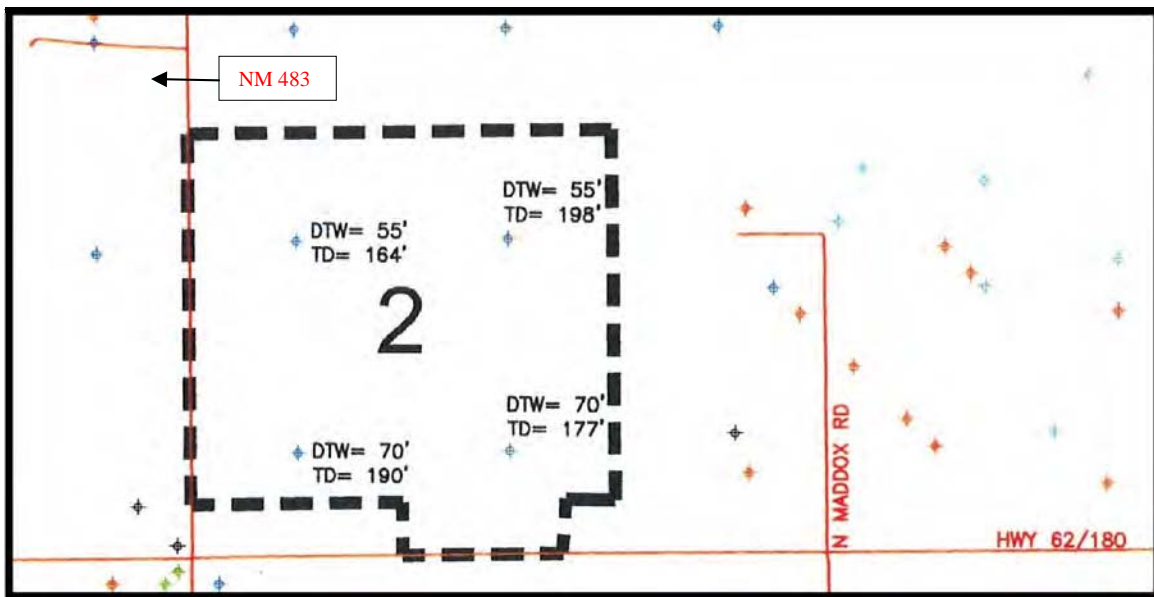 NM 483
DTW= 55'
TD= 198'
DTW= 55'
TD= 164'
2
DTW= 70'
TD= 177'
DTW= 70'
TD= 190'
N MADDOX RD
HWY 62/180